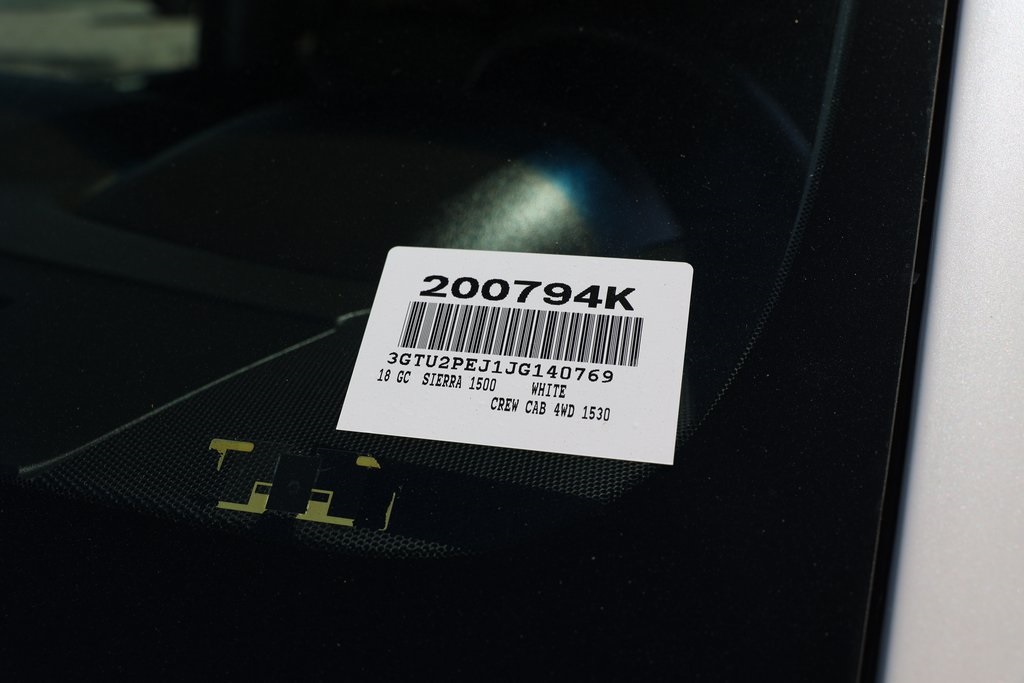 200794K
3GTU2PEJ1JG140769
18 GC SIERRA 1500 WHITE
CREW CAB 4WD 1530